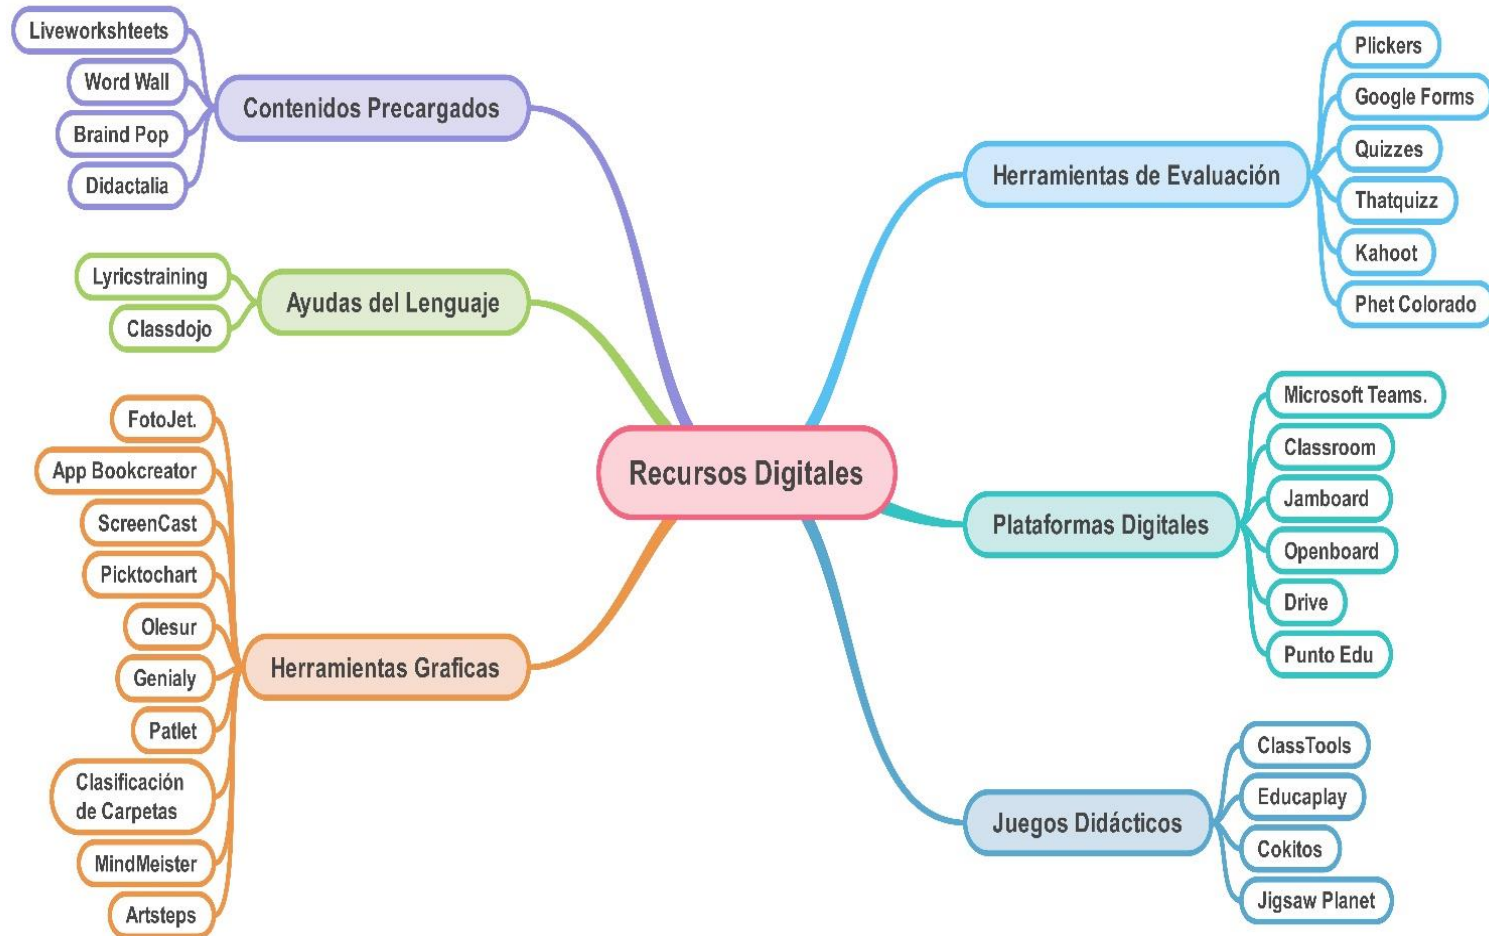 Recursos Digitales
Contenidos Precargados
Liveworkshteets
Word Wall
Braind Pop
Didactalia
Ayudas del Lenguaje
Lyricstraining
Classdojo
Herramientas Graficas
FotoJet.
App Bookcreator
ScreenCast
Picktochart
Olesur
Genialy
Patlet
Clasificación
de Carpetas
MindMeister
Artsteps
Herramientas de Evaluación
Plickers
Google Forms
Quizzes
Thatquizz
Kahoot
Phet Colorado
Plataformas Digitales
Microsoft Teams.
Classroom
Jamboard
Openboard
Drive
Punto Edu
Juegos Didácticos
ClassTools
Educaplay
Cokitos
Jigsaw Planet